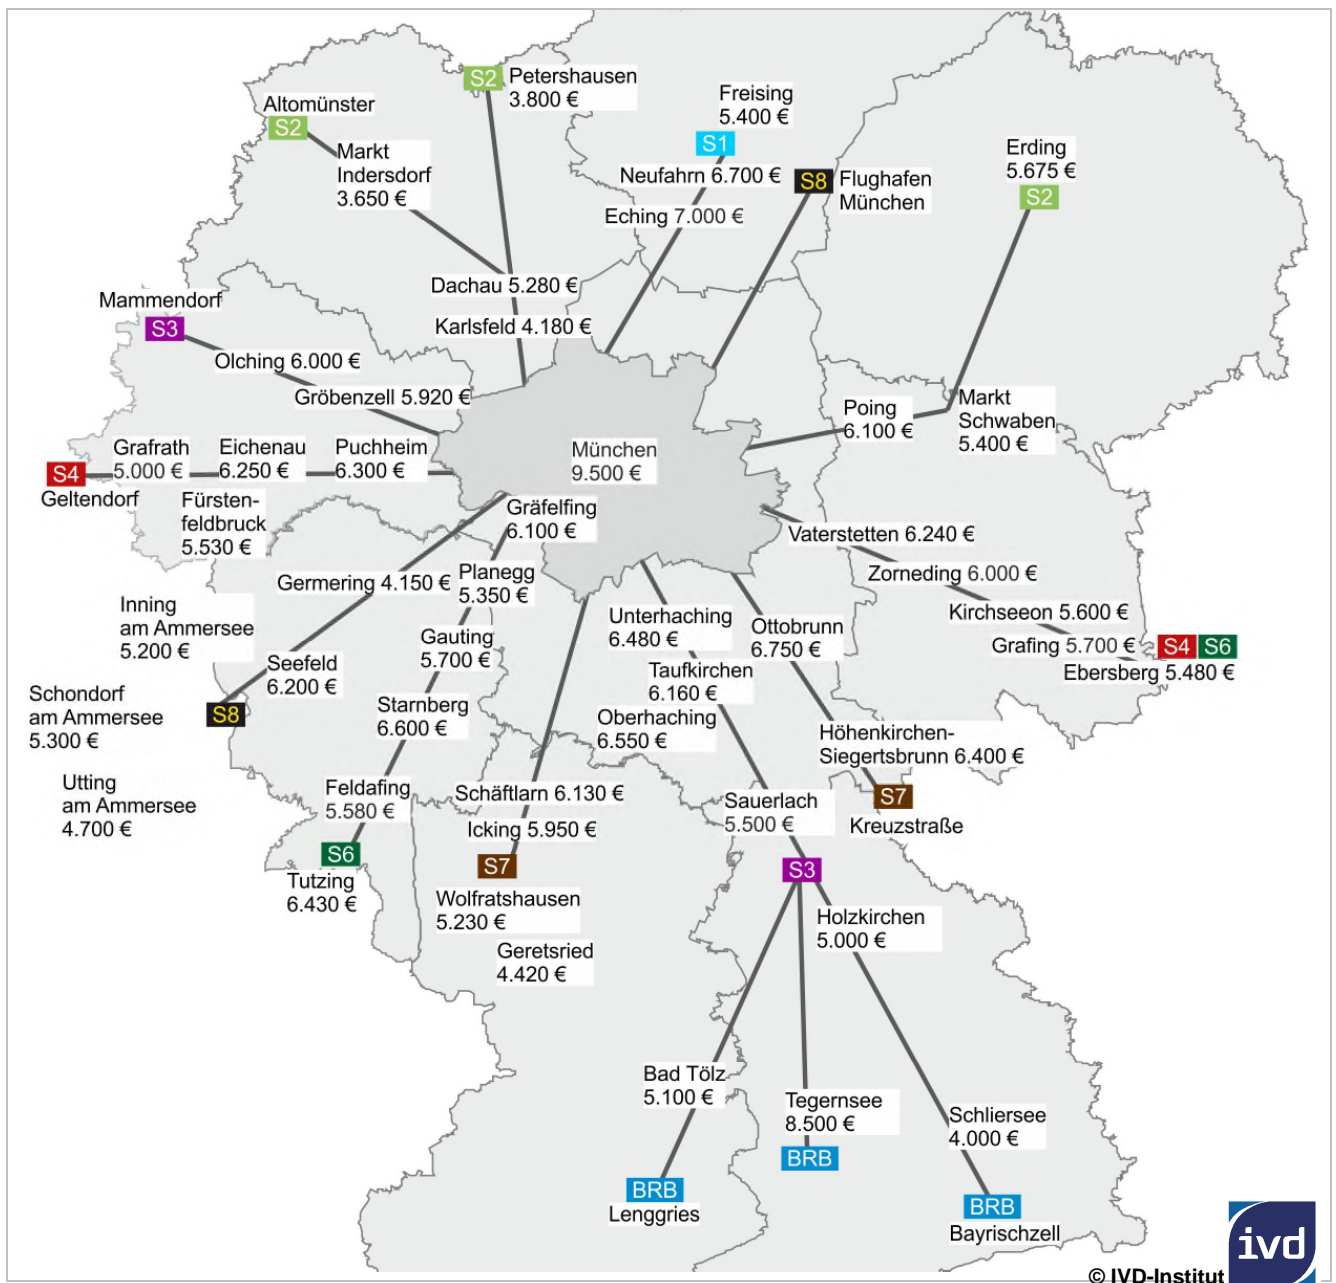 S2
Petershausen
3.800 €
Altomünster
S2
Markt
Indersdorf
3.650 €
Freising
5.400 €
S1
Neufahrn 6.700 €
Eching 7.000 €
S8
Flughafen
München
Erding
5.675 €
S2
Dachau 5.280 €
Karlsfeld 4.180 €
Mammendorf
S3
Olching 6.000 €
Gröbenzell 5.920 €
Poing
6.100 €
Markt
Schwaben
5.400 €
S4
Geltendorf
Grafrath
5.000 €
Eichenau
6.250 €
Puchheim
6.300 €
München
9.500 €
Fürsten-
feldbruck
5.530 €
Gräfelfing
6.100 €
Vaterstetten 6.240 €
Zorneding 6.000 €
Kirchseeon 5.600 €
Grafing 5.700 €
S4 S6
Ebersberg 5.480 €
Germering 4.150 €
Planegg
5.350 €
Inning
am Ammersee
5.200 €
Unterhaching
6.480 €
Ottobrunn
6.750 €
Gauting
5.700 €
Seefeld
6.200 €
Taufkirchen
6.160 €
Schondorf
am Ammersee
5.300 €
S8
Starnberg
6.600 €
Oberhaching
6.550 €
Höhenkirchen-
Siegertsbrunn 6.400 €
Utting
am Ammersee
4.700 €
Feldafing
5.580 €
Schäftlarn 6.130 €
Sauerlach
5.500 €
S7
Kreuzstraße
Icking 5.950 €
S6
Tutzing
6.430 €
S7
Wolfratshausen
5.230 €
S3
Holzkirchen
5.000 €
Geretsried
4.420 €
Bad Tölz
5.100 €
Tegernsee
8.500 €
Schliersee
4.000 €
BRB
BRB
Lenggries
BRB
Bayrischzell
ivd
© IVD-Institut